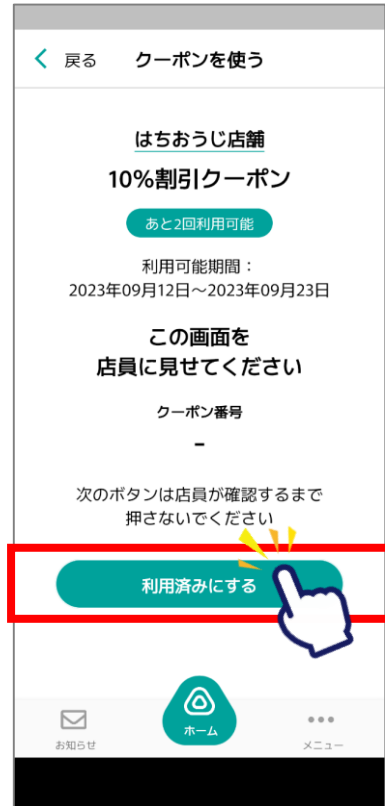 戻る クーポンを使う
はちおうじ店舗
10%割引クーポン
あと2回利用可能
利用可能期間：
2023年09月12日～2023年09月23日
この画面を
店員に見せてください
クーポン番号
-
次のボタンは店員が確認するまで
押さないでください
利用済みにする
お知らせ ホーム メニュー